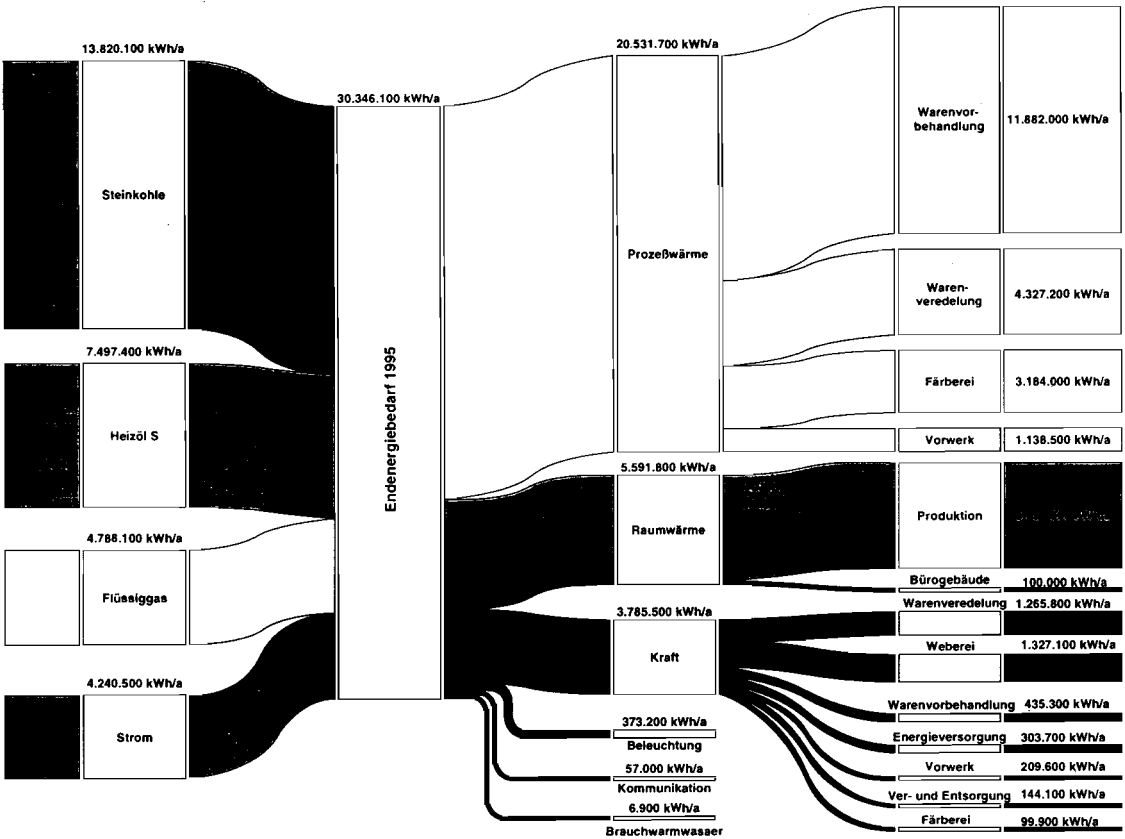 13.820.100 kWh/a
Steinkohle
7.497.400 kWh/a
Heizöl S
4.788.100 kWh/a
Flüssiggas
4.240.500 kWh/a
Strom
30.346.100 kWh/a
Endenergiebedarf 1995
20.531.700 kWh/a
Prozeßwärme
5.591.800 kWh/a
Raumwärme
3.785.500 kWh/a
Kraft
373.200 kWh/a
Beleuchtung
57.000 kWh/a
Kommunikation
6.900 kWh/a
Brauchwarmwasser
Warenvor-
behandlung
11.882.000 kWh/a
Waren-
veredelung
4.327.200 kWh/a
Färberei
3.184.000 kWh/a
Vorwerk
1.138.500 kWh/a
Produktion
Bürogebäude
100.000 kWh/a
Warenveredelung
1.265.800 kWh/a
Weberei
1.327.100 kWh/a
Warenvorbehandlung
435.300 kWh/a
Energieversorgung
303.700 kWh/a
Vorwerk
209.600 kWh/a
Ver- und Entsorgung
144.100 kWh/a
Färberei
99.900 kWh/a